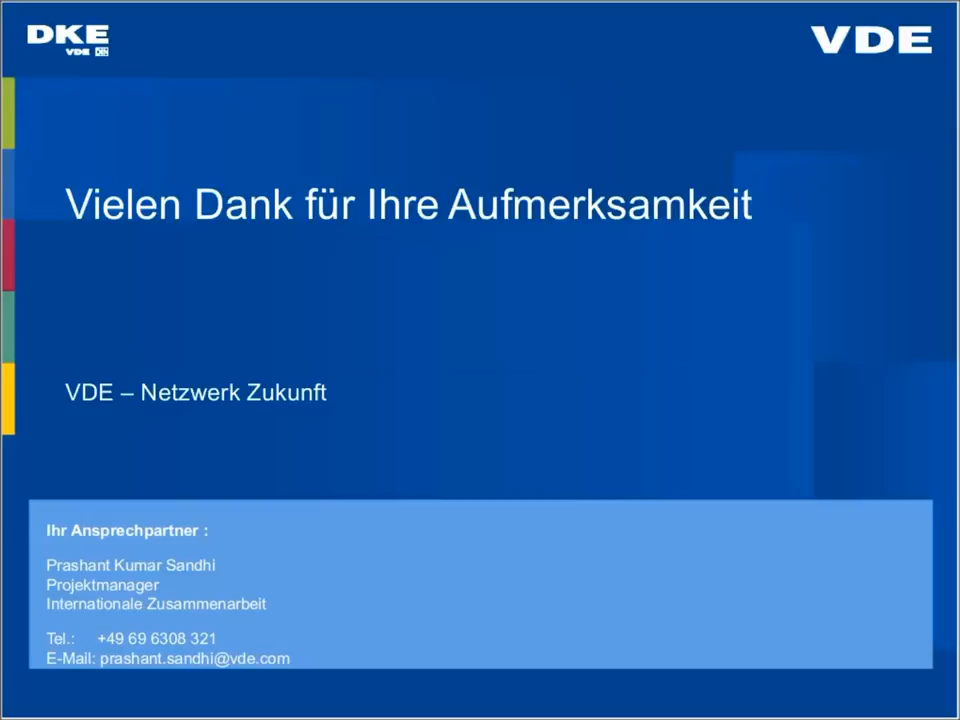 DKE
VDE DIN
VDE
Vielen Dank für Ihre Aufmerksamkeit
VDE – Netzwerk Zukunft
Ihr Ansprechpartner :
Prashant Kumar Sandhi
Projektmanager
Internationale Zusammenarbeit
Tel.: +49 69 6308 321
E-Mail: prashant.sandhi@vde.com